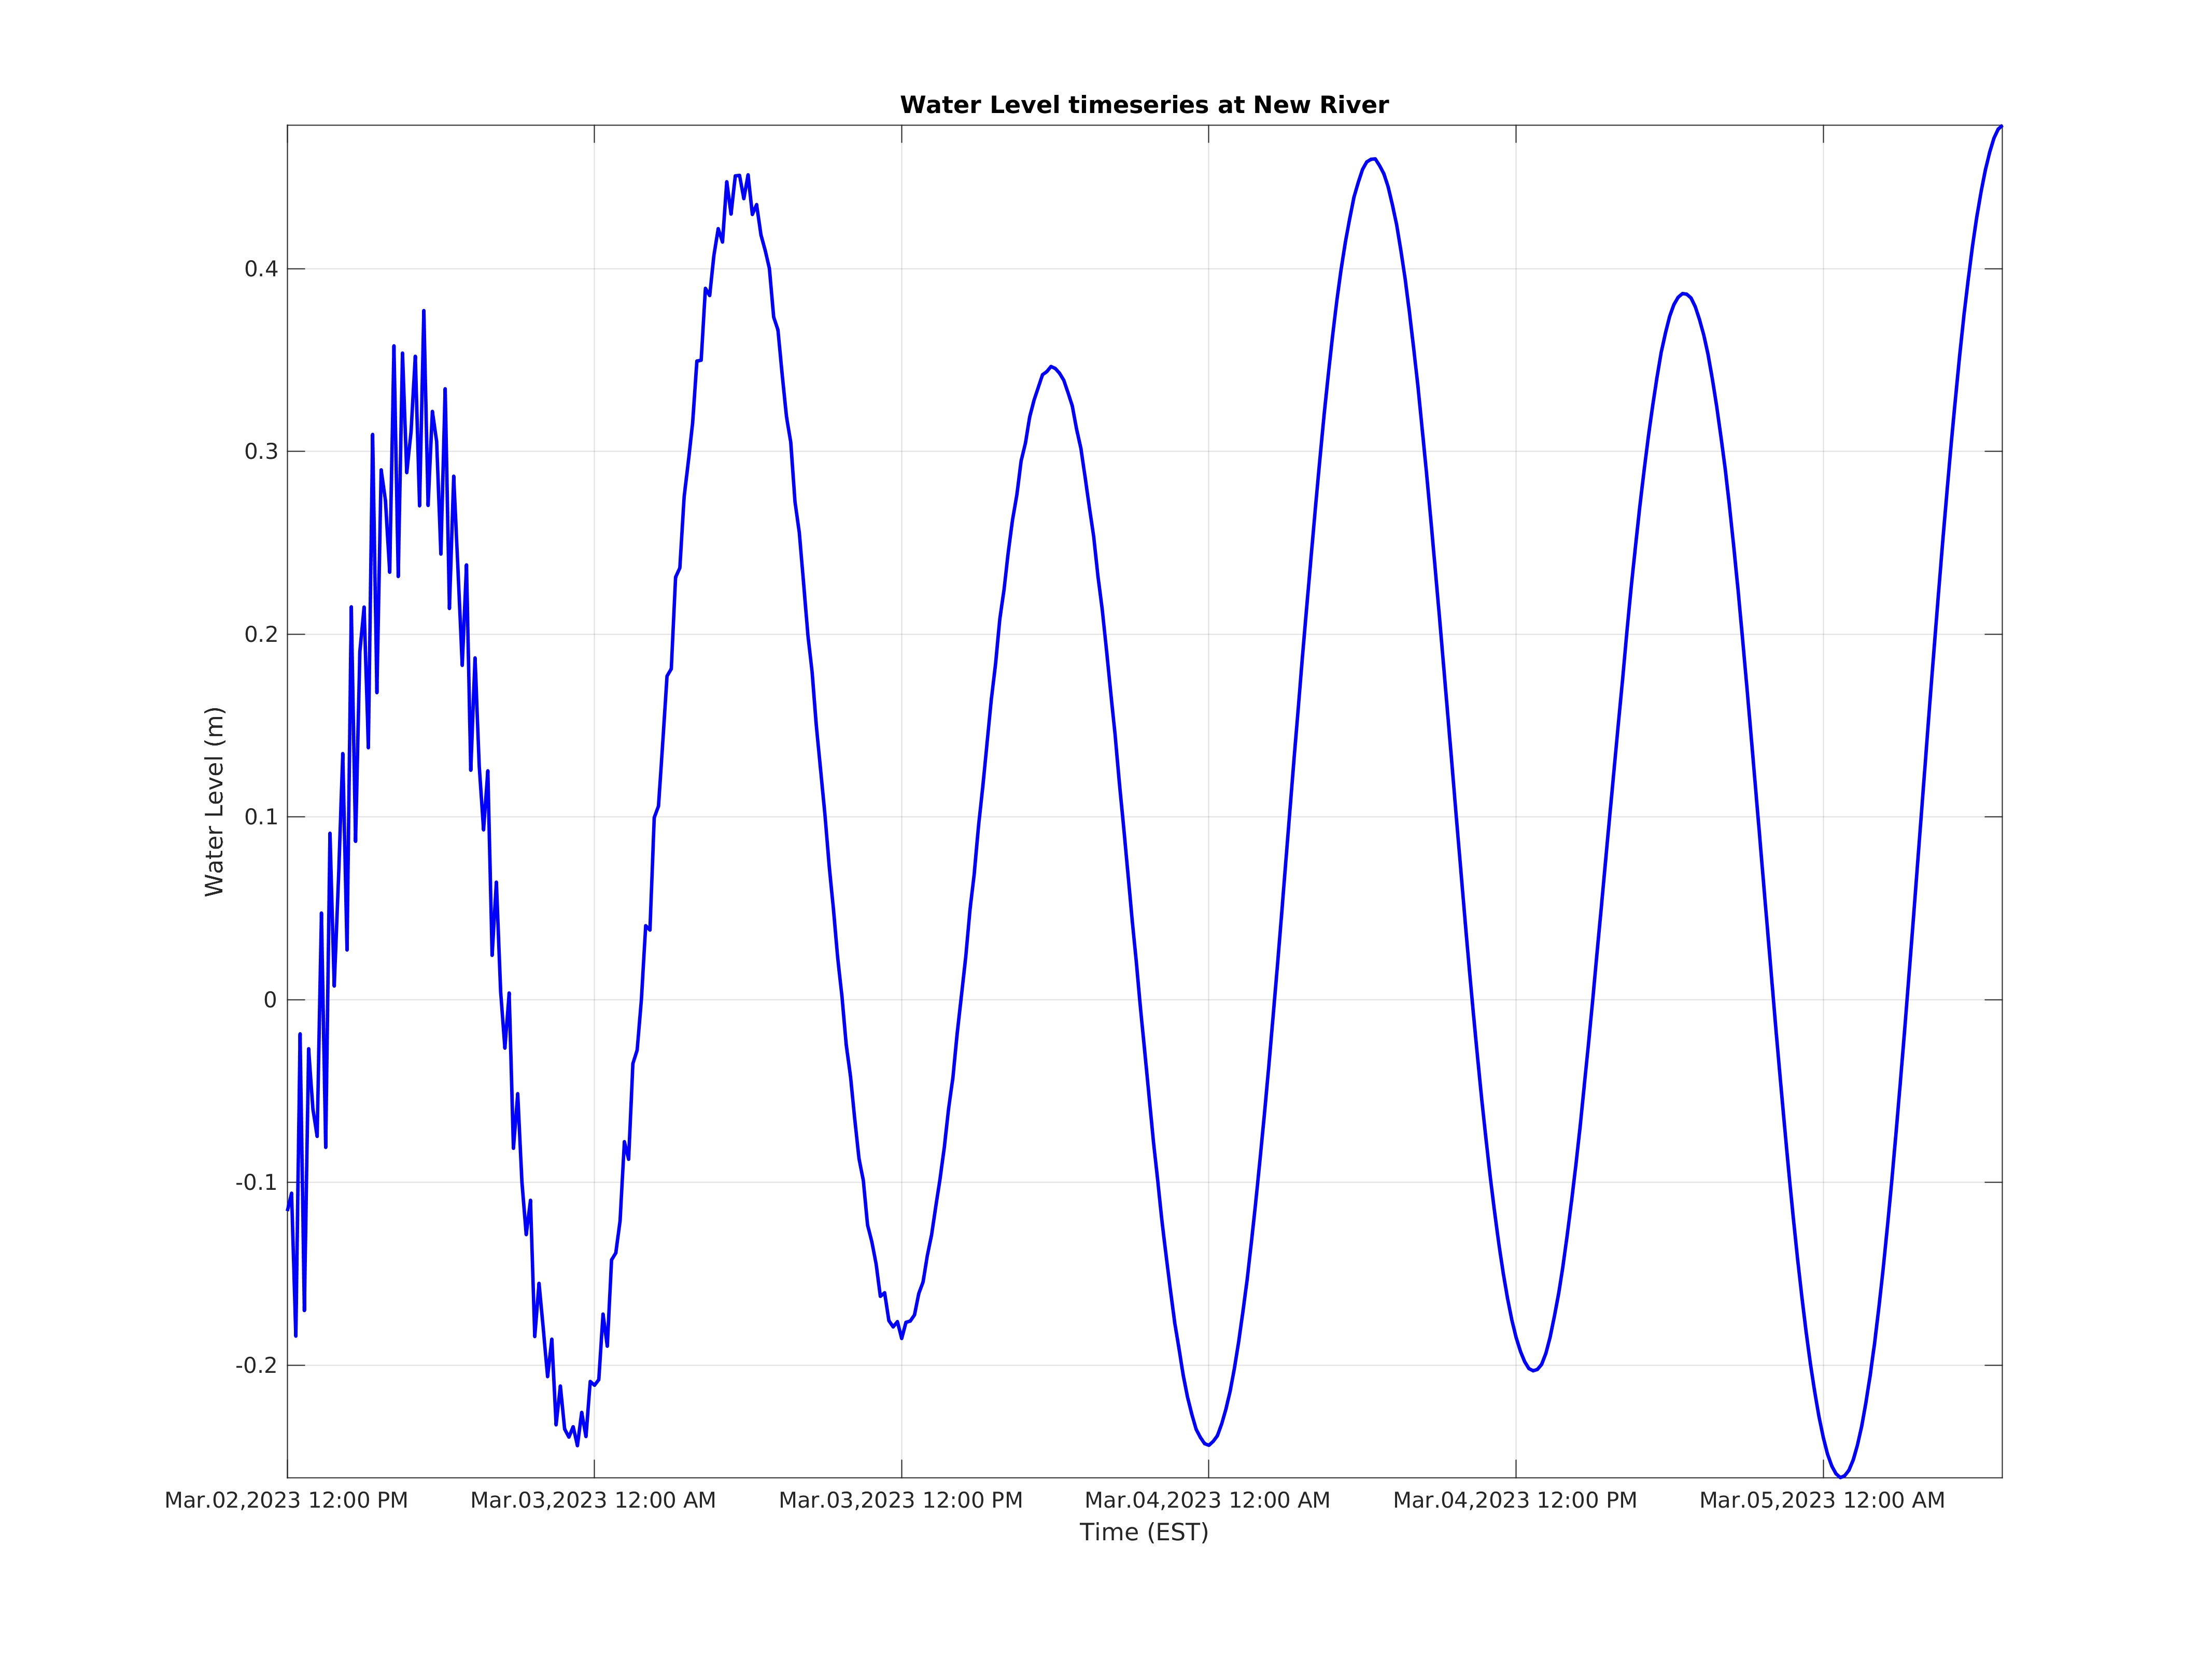 Water Level timeseries at New River
0.4
0.3
0.2
0.1
0
-0.1
-0.2
Water Level (m)
Mar.02,2023 12:00 PM Mar.03,2023 12:00 AM Mar.03,2023 12:00 PM Mar.04,2023 12:00 AM Mar.04,2023 12:00 PM Mar.05,2023 12:00 AM
Time (EST)